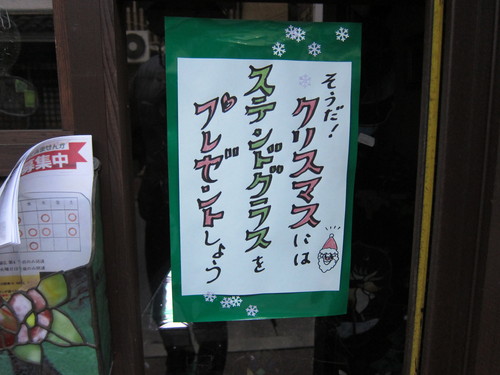 そうだ!
クリスマスには
ステンドグラスを
プレゼントしょう
募集中